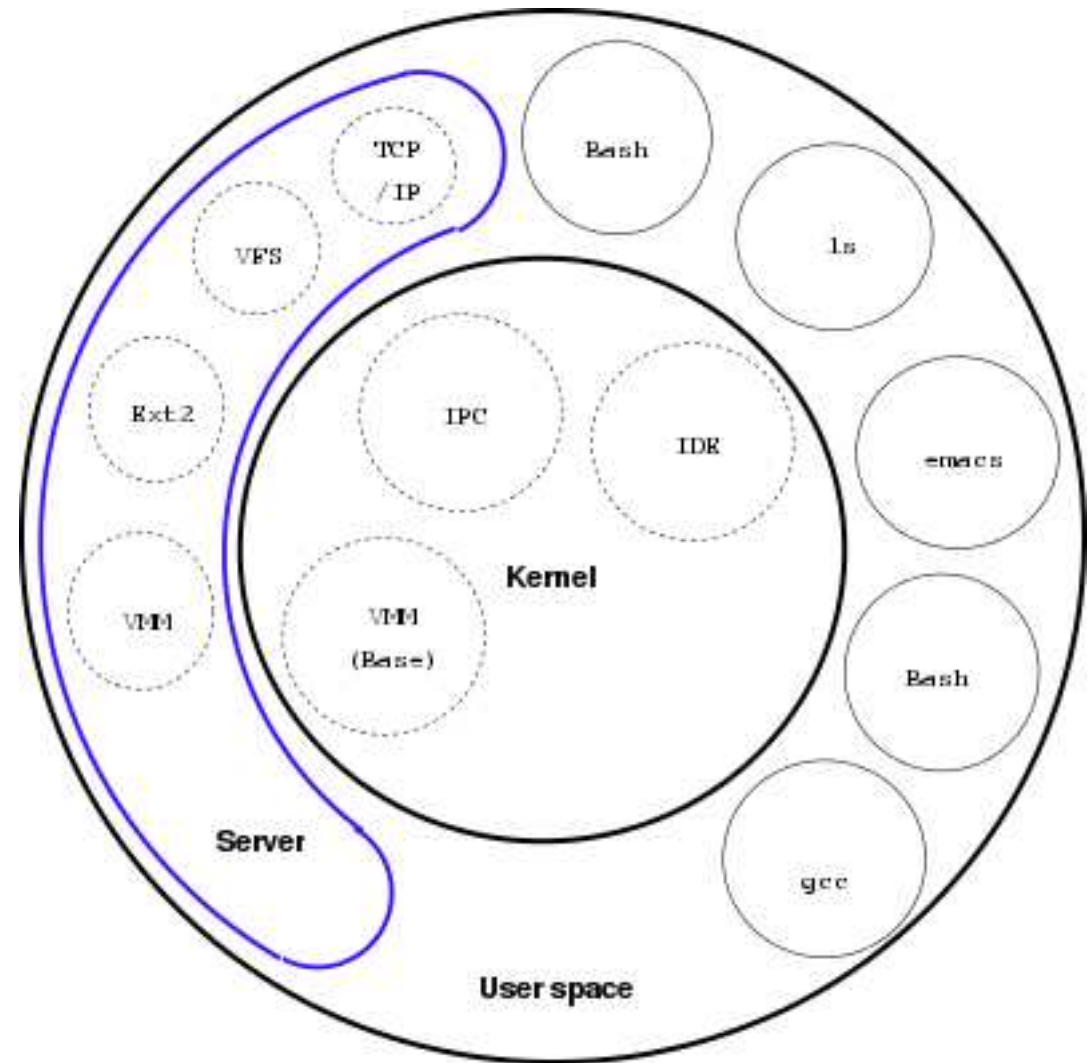 TCP
/IP
Bash
VFS
ls
Ext2
IPC
IDE
emacs
Kernel
VMM
VMM
(Base)
Bash
Server
gcc
User space